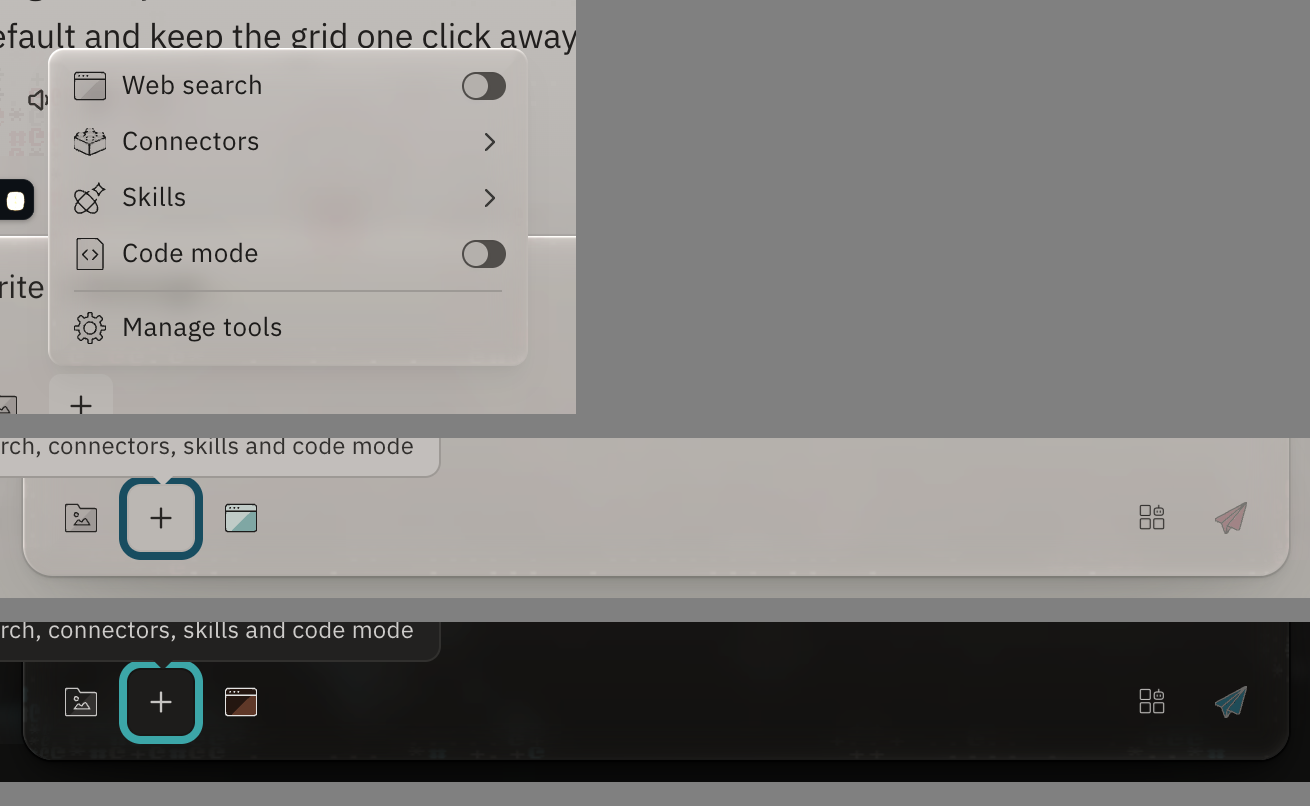 efault and keep the grid one click away
Web search
Connectors
Skills
Code mode
rite
Manage tools
rch, connectors, skills and code mode
rch, connectors, skills and code mode